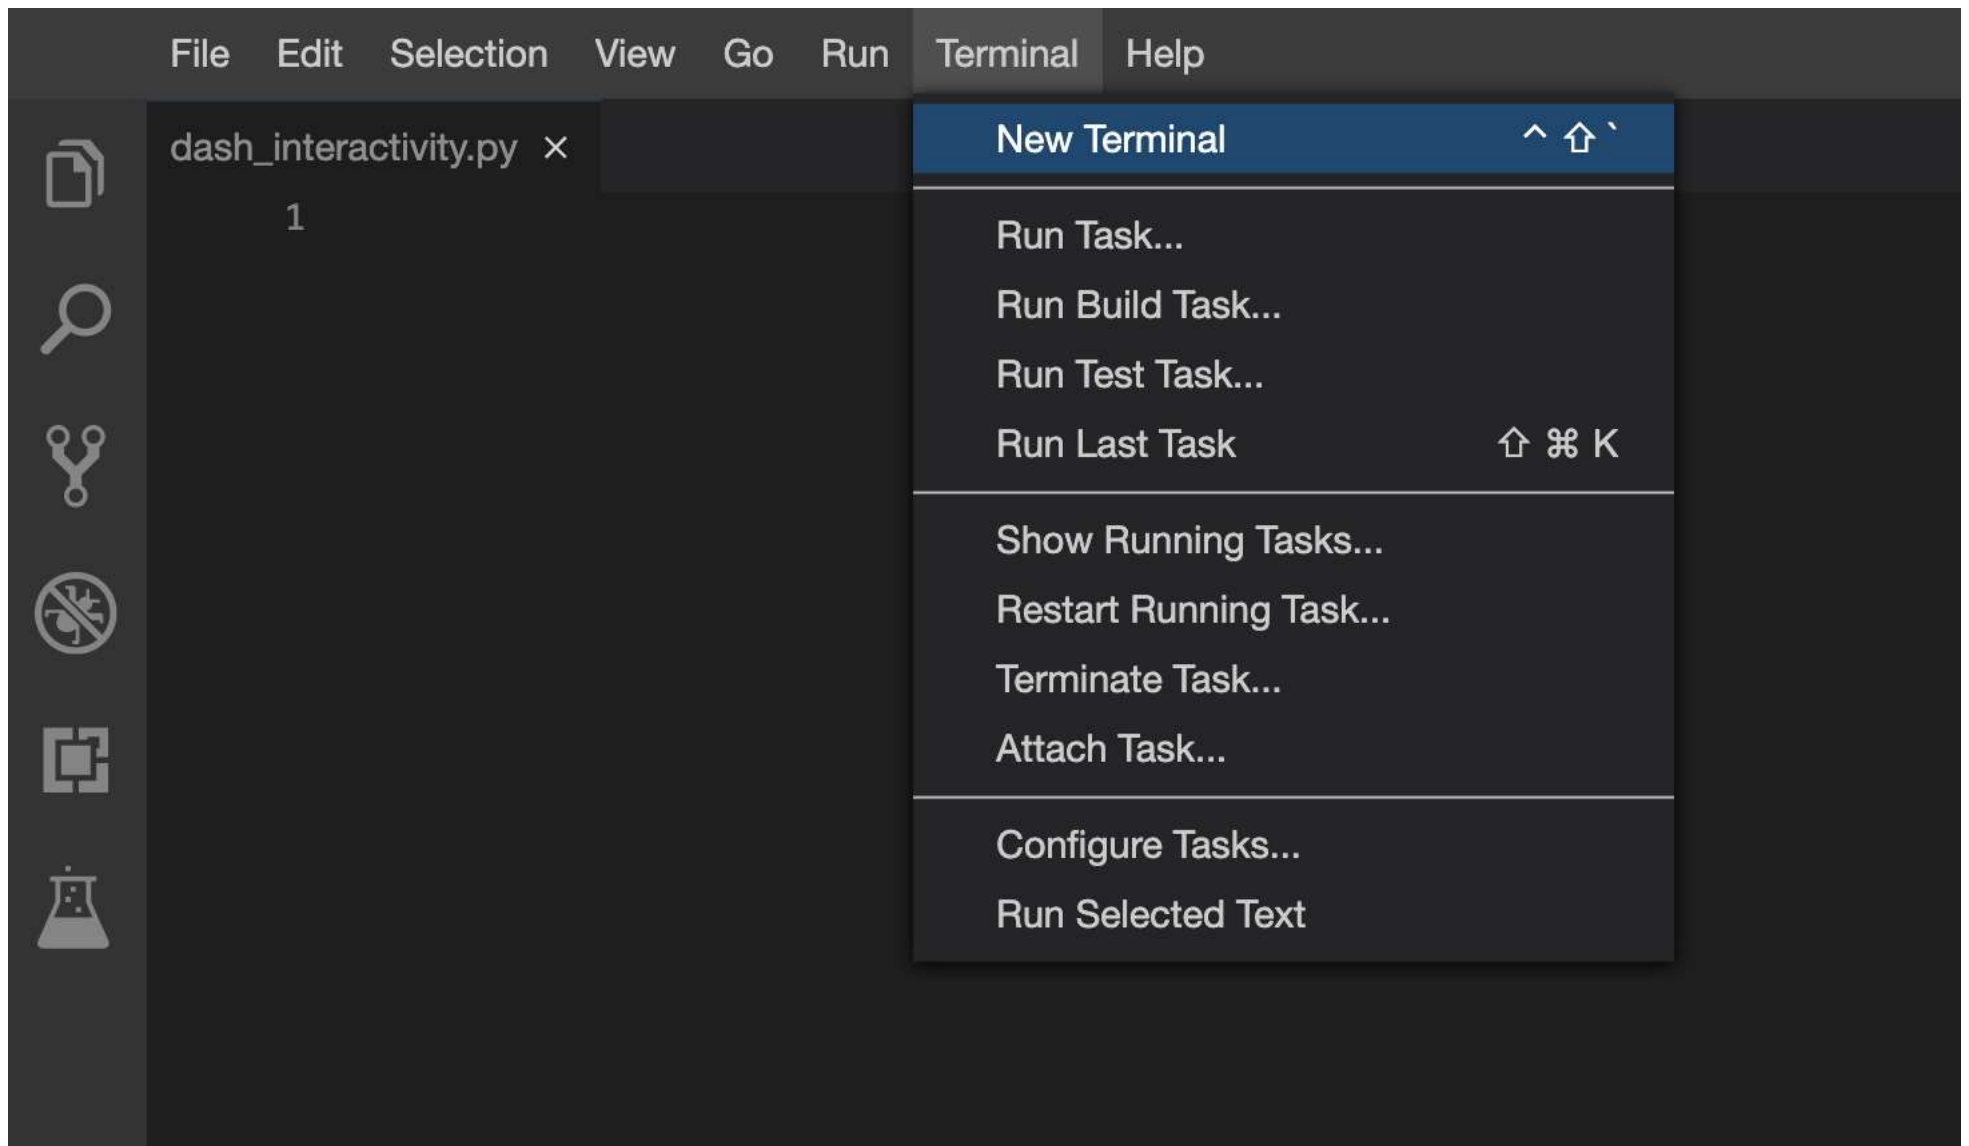 File Edit Selection View Go Run Terminal Help
dash_interactivity.py ×
1
New Terminal ^ ⇧ `
Run Task...
Run Build Task...
Run Test Task...
Run Last Task ⇧ ⌘ K
Show Running Tasks...
Restart Running Task...
Terminate Task...
Attach Task...
Configure Tasks...
Run Selected Text